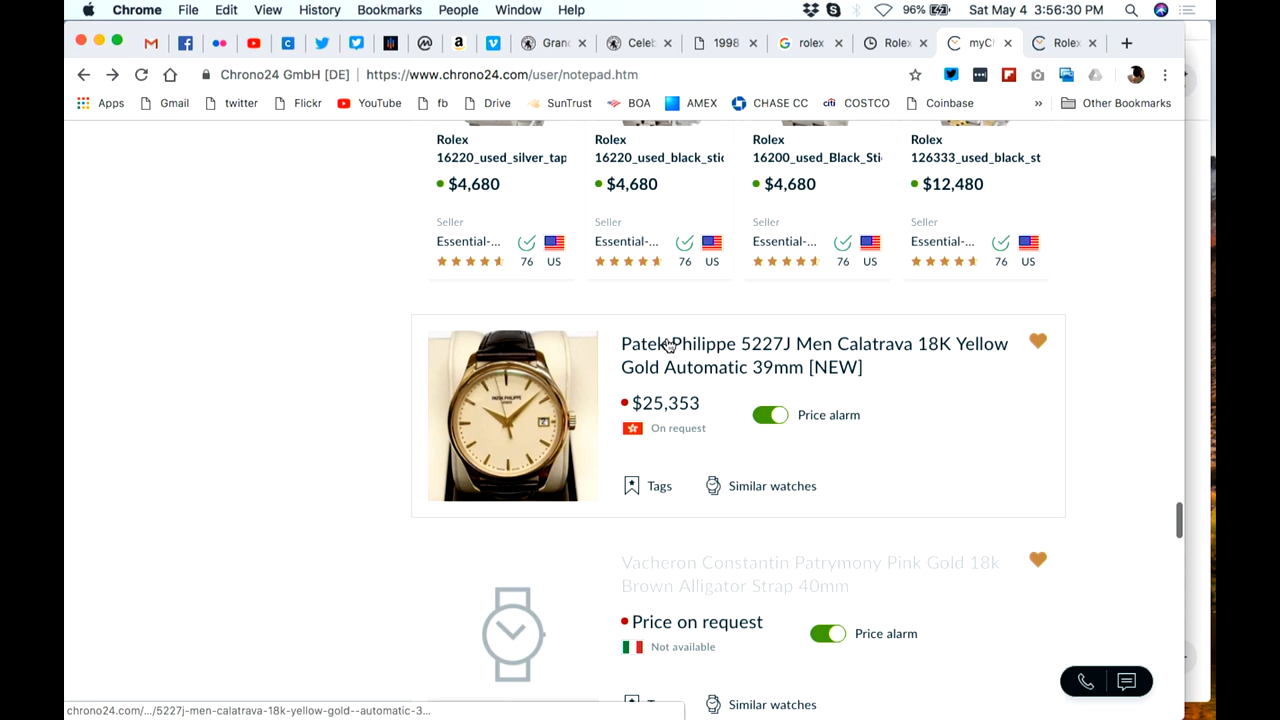 Chrome File Edit View History Bookmarks People Window Help 96% Sat May 4 3:56:30 PM
Gran Celeb 1998 rolex Rolex myCh Rolex
Chrono24 GmbH [DE] https://www.chrono24.com/user/notepad.htm
Apps Gmail twitter Flickr YouTube fb Drive SunTrust BOA AMEX CHASE CC COSTCO Coinbase » Other Bookmarks
Rolex Rolex Rolex Rolex
16220_used_silver_tap 16220_used_black_stic 16200_used_Black_Sti 126333_used_black_st
$4,680 $4,680 $4,680 $12,480
Seller Seller Seller Seller
Essential-... Essential-... Essential-... Essential-...
76 US 76 US 76 US 76 US
Patek Philippe 5227J Men Calatrava 18K Yellow
Gold Automatic 39mm [NEW]
$25,353 Price alarm
On request
Tags Similar watches
PATEK PHILIPPE
Vacheron Constantin Patrymony Pink Gold 18k
Brown Alligator Strap 40mm
Price on request Price alarm
Not available
Similar watches
chrono24.com/.../5227j-men-calatrava-18k-yellow-gold--automatic-3...